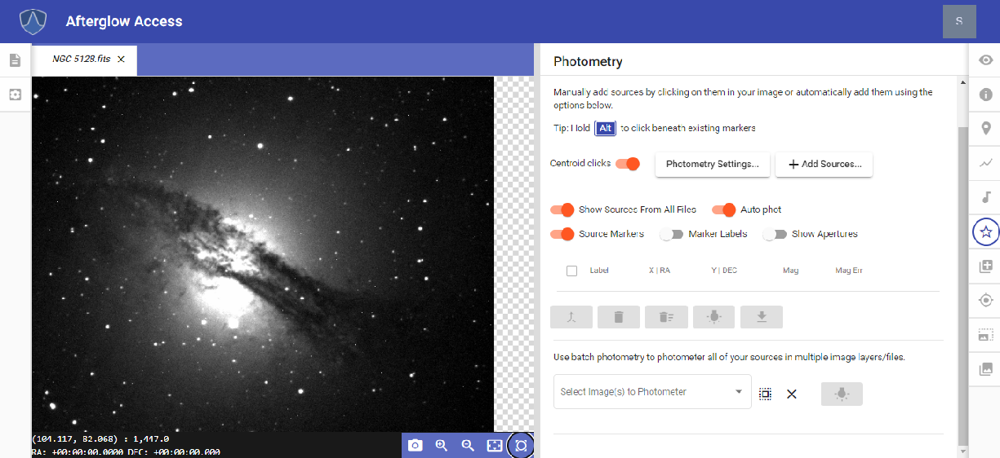 Afterglow Access
S
NGC 5128.fits
Photometry
Manually add sources by clicking on them in your image or automatically add them using the
options below.
Tip: Hold Alt to click beneath existing markers
Centroid clicks Photometry Settings... Add Sources...
Show Sources From All Files Auto phot
Source Markers Marker Labels Show Apertures
Label X | RA Y | DEC Mag Mag Err
Use batch photometry to photometer all of your sources in multiple image layers/files.
Select Image(s) to Photometer
(104.117, 82.068) : 1,447.0
RA: +00:00:00.0000 DEC: +00:00:00.000